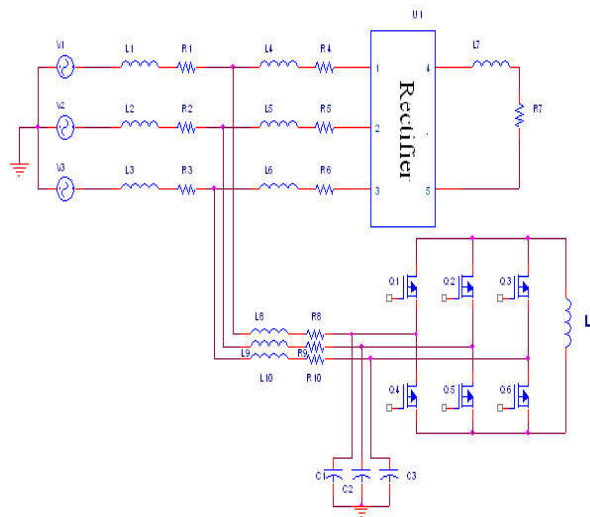 U1
V1 L1 R1 L4 R4 L7
1 4
V2 L2 R2 L5 R5 Rectifier R7
2
V3 L3 R3 L6 R6
3 5
Q1 Q2 Q3
L8 R8
L
L9 R9
L10 R10
Q4 Q5 Q6
C1 C2 C3